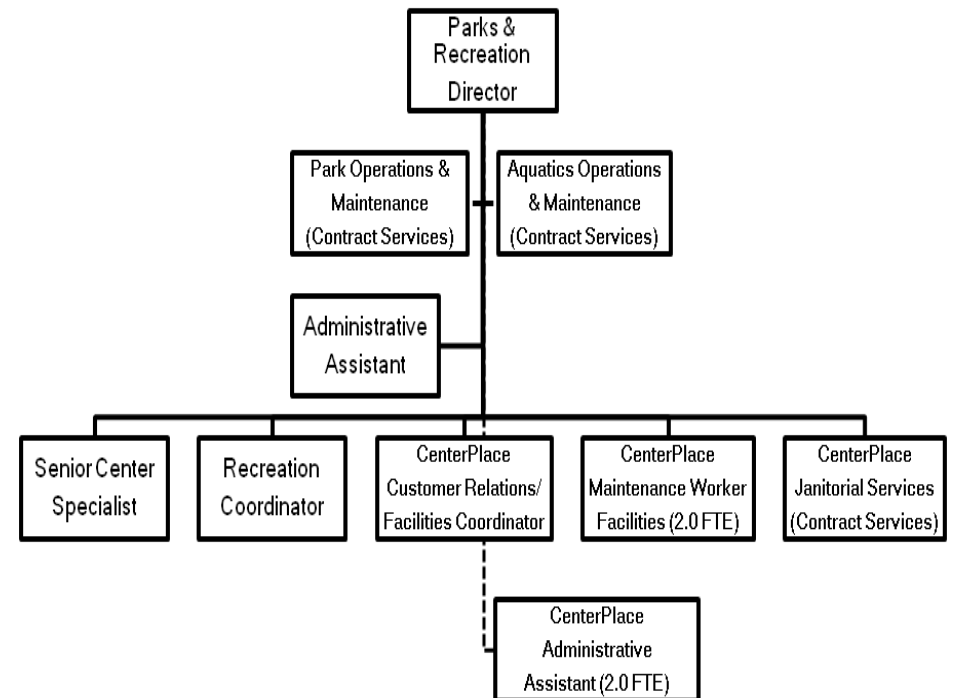 Parks &
Recreation
Director
Park Operations &
Maintenance
(Contract Services)
Aquatics Operations
& Maintenance
(Contract Services)
Administrative
Assistant
Senior Center
Specialist
Recreation
Coordinator
CenterPlace
Customer Relations/
Facilities Coordinator
CenterPlace
Maintenance Worker
Facilities (2.0 FTE)
CenterPlace
Janitorial Services
(Contract Services)
CenterPlace
Administrative
Assistant (2.0 FTE)